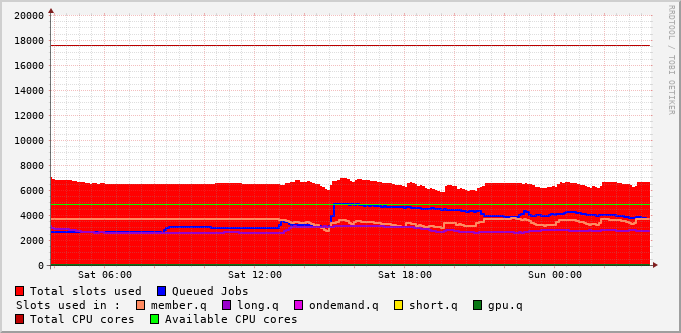 RRDTOOL / TOBI OETIKER
20000
18000
16000
14000
12000
10000
8000
6000
4000
2000
0
Sat 06:00 Sat 12:00 Sat 18:00 Sun 00:00
Total slots used Queued Jobs
Slots used in : member.q long.q ondemand.q short.q gpu.q
Total CPU cores Available CPU cores